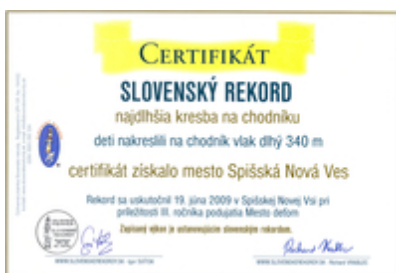 CERTIFIKÁT
SLOVENSKÝ REKORD
najdlhšia kresba na chodníku
deti nakreslili na chodník vlak dlhý 340 m
certifikát získalo mesto Spišská Nová Ves
Rekord sa uskutočnil 19. júna 2009 v Spišskej Novej Vsi pri
príležitosti III. ročníka podujatia Mesto deťom
Zapísaný výkon je ustanovujúcim slovenským rekordom.